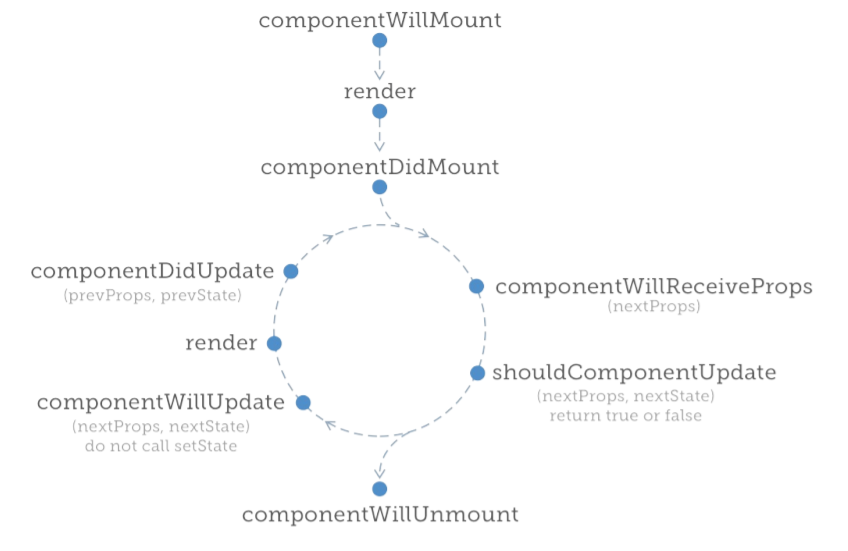 componentWillMount
render
componentDidMount
componentDidUpdate
(prevProps, prevState)
componentWillReceiveProps
(nextProps)
render
shouldComponentUpdate
(nextProps, nextState)
return true or false
componentWillUpdate
(nextProps, nextState)
do not call setState
componentWillUnmount